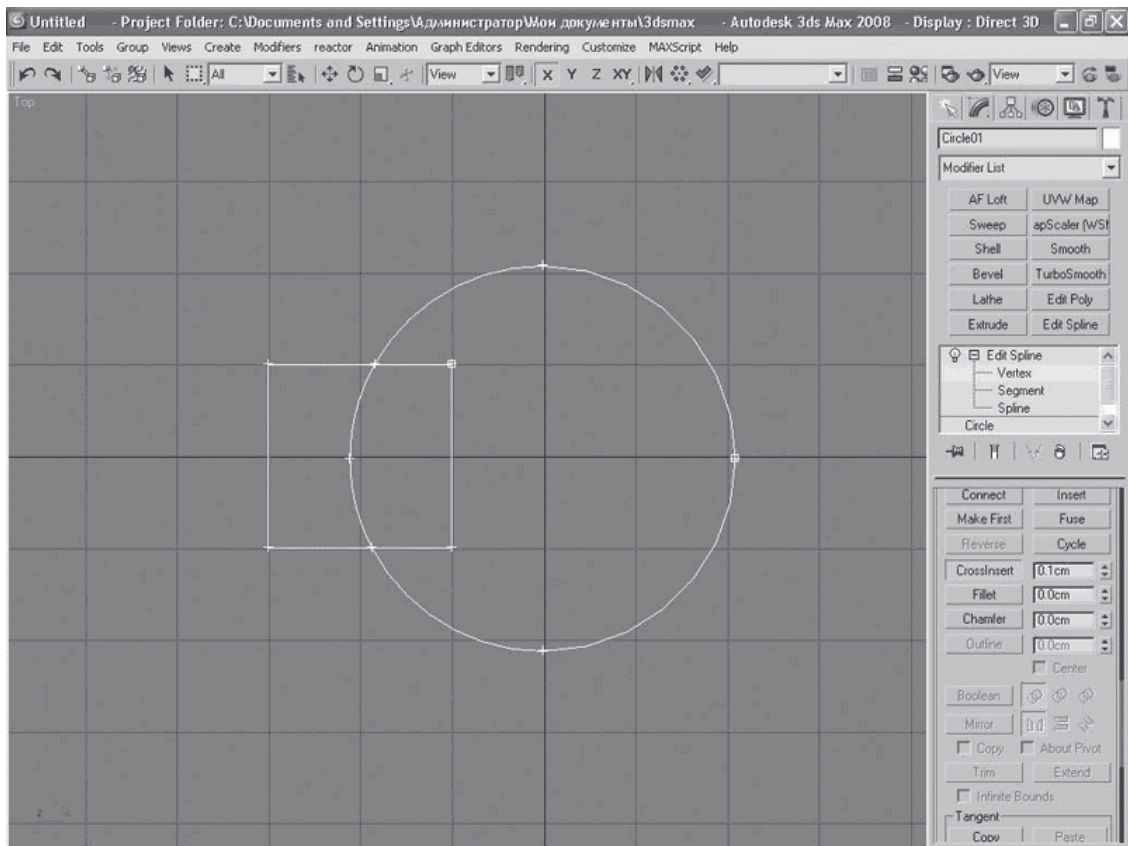 Untitled - Project Folder: C:\Documents and Settings\Администратор\Мои документы\3dsmax - Autodesk 3ds Max 2008 - Display : Direct 3D
File Edit Tools Group Views Create Modifiers reactor Animation Graph Editors Rendering Customize MAXScript Help
All View X Y Z XY View
Top
Circle01
Modifier List
AF Loft UVW Map
Sweep apScaler (WSM
Shell Smooth
Bevel TurboSmooth
Lathe Edit Poly
Extrude Edit Spline
Edit Spline
Vertex
Segment
Spline
Circle
Connect Insert
Make First Fuse
Reverse Cycle
CrossInsert 0.1cm
Fillet 0.0cm
Chamfer 0.0cm
Outline 0.0cm
Center
Boolean
Mirror
Copy About Pivot
Trim Extend
Infinite Bounds
Tangent
Copy Paste
z x